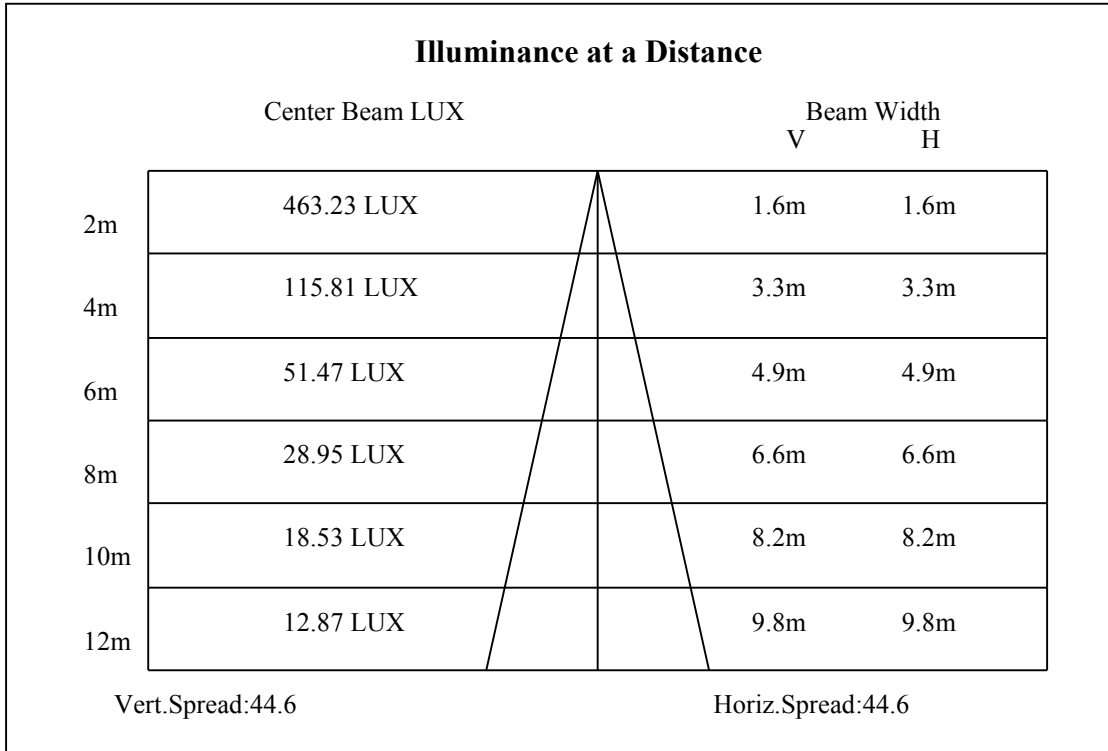 Illuminance at a Distance
Center Beam LUX Beam Width
V H
2m 463.23 LUX 1.6m 1.6m
4m 115.81 LUX 3.3m 3.3m
6m 51.47 LUX 4.9m 4.9m
8m 28.95 LUX 6.6m 6.6m
10m 18.53 LUX 8.2m 8.2m
12m 12.87 LUX 9.8m 9.8m
Vert.Spread:44.6 Horiz.Spread:44.6